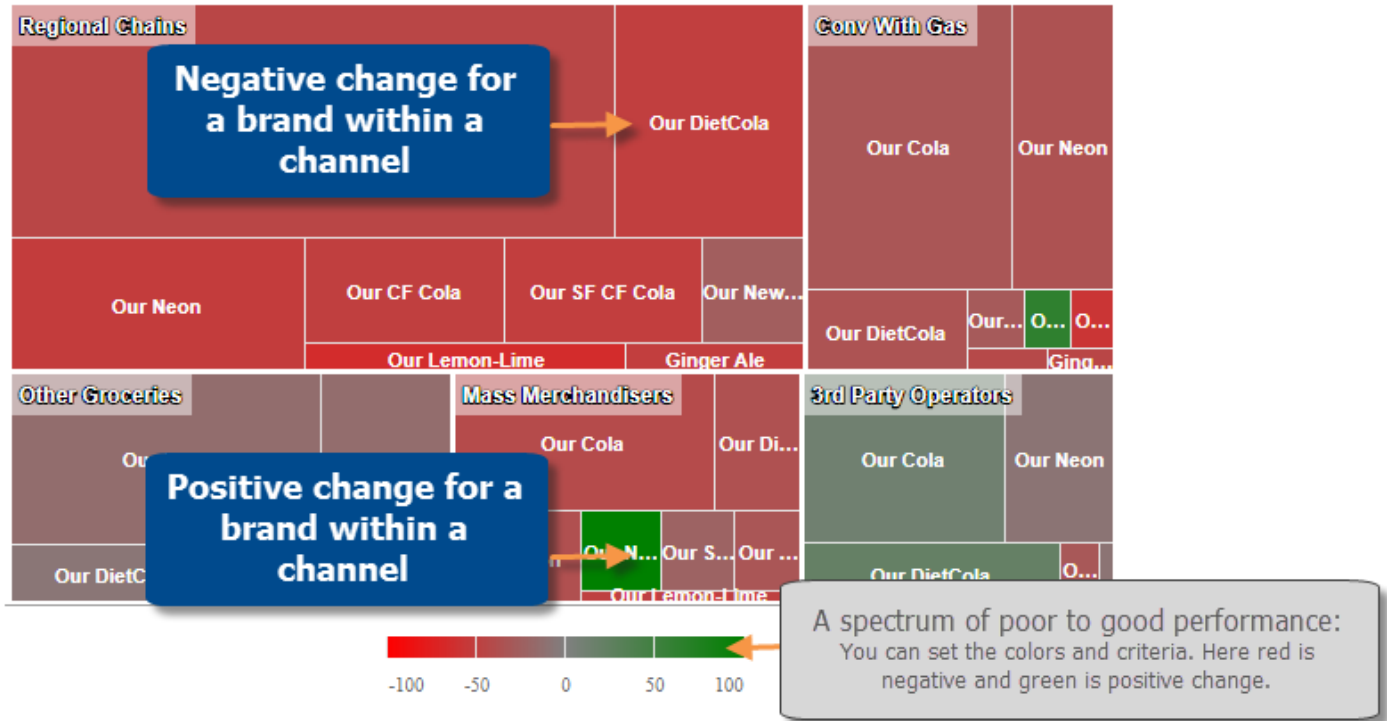 Regional Chains
Conv With Gas
Negative change for
a brand within a
channel
Our DietCola
Our Cola
Our Neon
Our Neon
Our CF Cola
Our SF CF Cola
Our New...
Our DietCola
Our...
O...
O...
Our Lemon-Lime
Ginger Ale
Ging...
Other Groceries
Mass Merchandisers
3rd Party Operators
Our Cola
Our Di...
Our Cola
Our Neon
Positive change for a
brand within a
channel
Our N...
Our S...
Our ...
Our DietC
Our Lemon-Lime
Our DietCola
O...
A spectrum of poor to good performance:
You can set the colors and criteria. Here red is
negative and green is positive change.
-100
-50
0
50
100